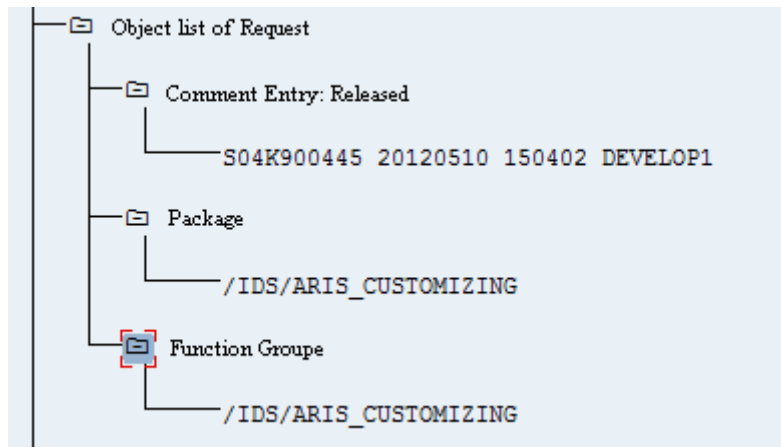 Object list of Request
Comment Entry: Released
S04K900445 20120510 150402 DEVELOP1
Package
/IDS/ARIS_CUSTOMIZING
Function Groupe
/IDS/ARIS_CUSTOMIZING